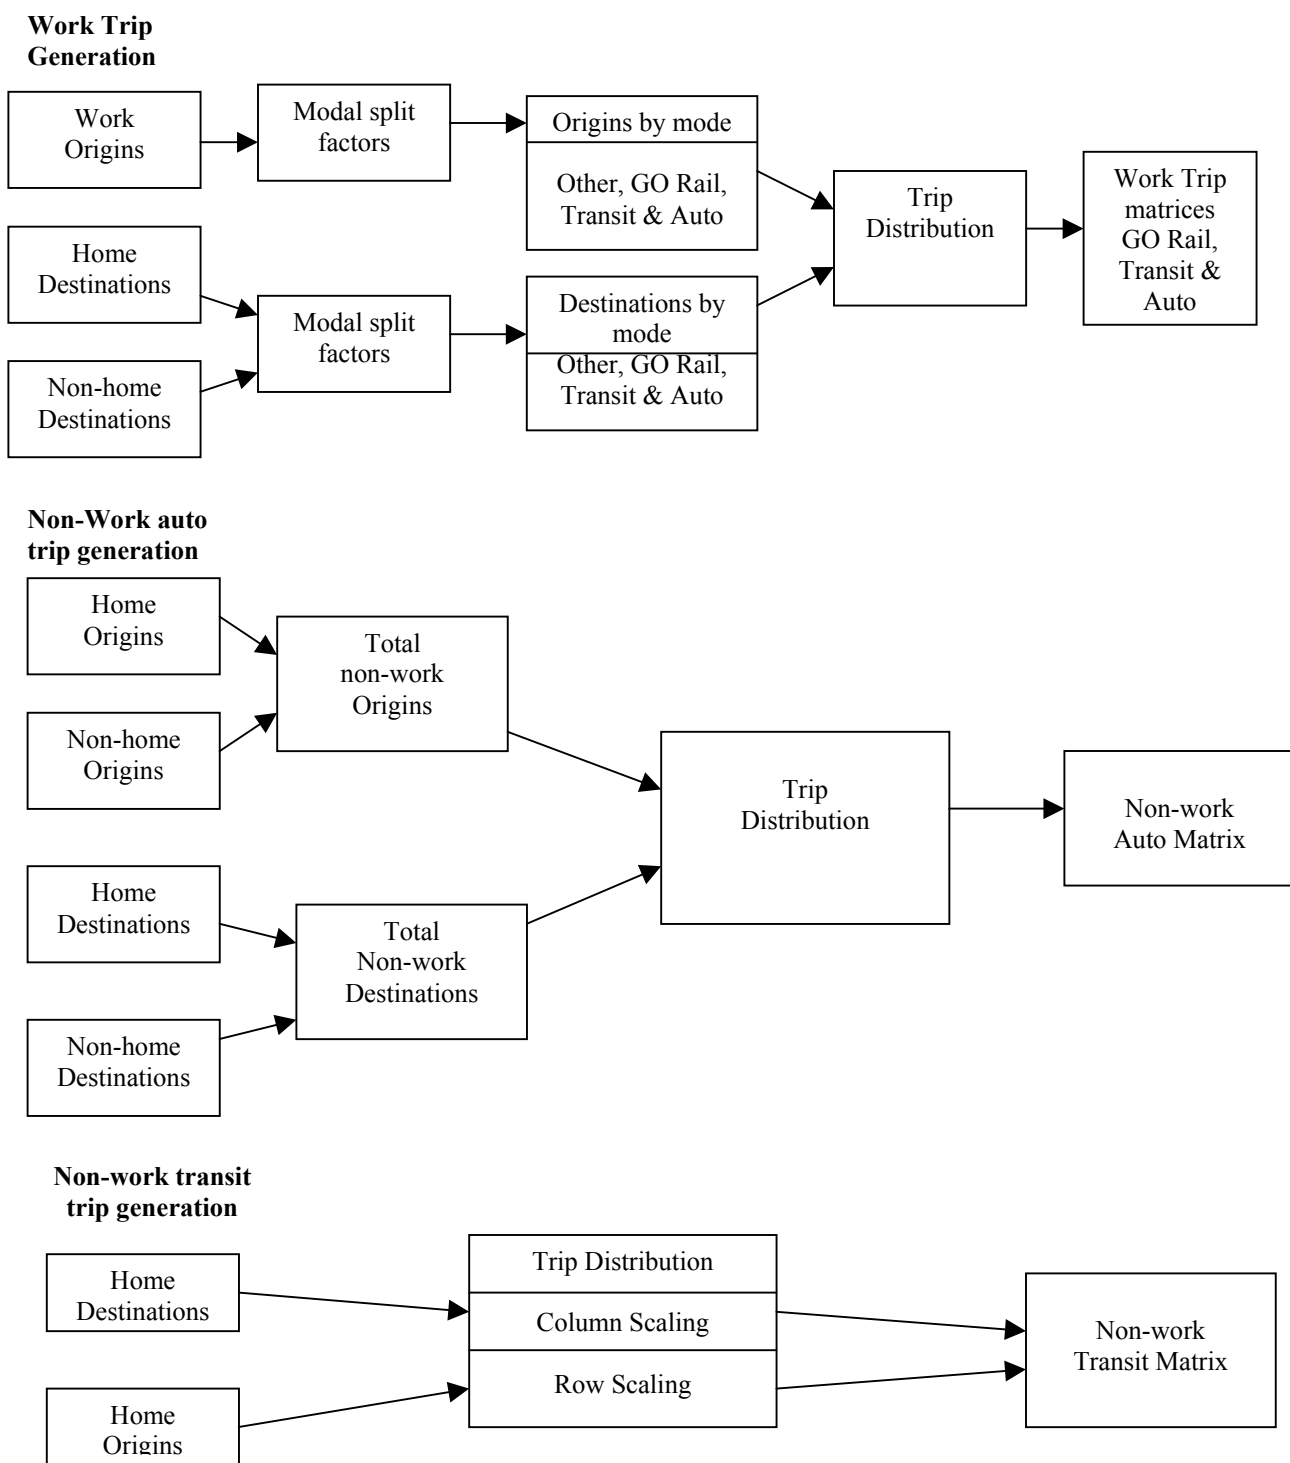 Work Trip
Generation
Work
Origins
Modal split
factors
Origins by mode
Other, GO Rail,
Transit & Auto
Trip
Distribution
Work Trip
matrices
GO Rail,
Transit &
Auto
Home
Destinations
Modal split
factors
Destinations by
mode
Other, GO Rail,
Transit & Auto
Non-home
Destinations
Non-Work auto
trip generation
Home
Origins
Total
non-work
Origins
Non-home
Origins
Trip
Distribution
Non-work
Auto Matrix
Home
Destinations
Total
Non-work
Destinations
Non-home
Destinations
Non-work transit
trip generation
Home
Destinations
Trip Distribution
Column Scaling
Row Scaling
Non-work
Transit Matrix
Home
Origins